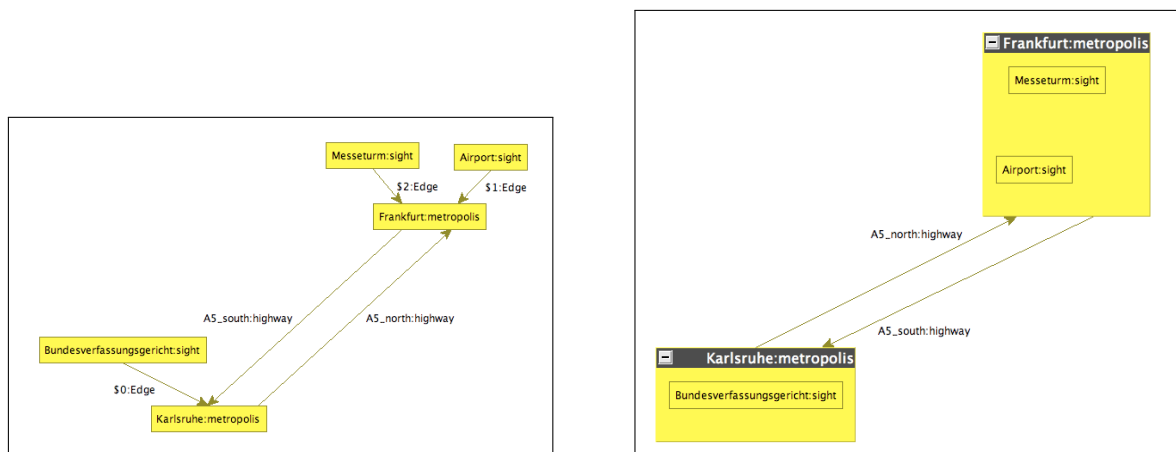 Messeturm:sight
Airport:sight
$2:Edge
$1:Edge
Frankfurt:metropolis
A5_south:highway
A5_north:highway
Bundesverfassungsgericht:sight
$0:Edge
Karlsruhe:metropolis
Frankfurt:metropolis
Messeturm:sight
Airport:sight
A5_north:highway
A5_south:highway
Karlsruhe:metropolis
Bundesverfassungsgericht:sight